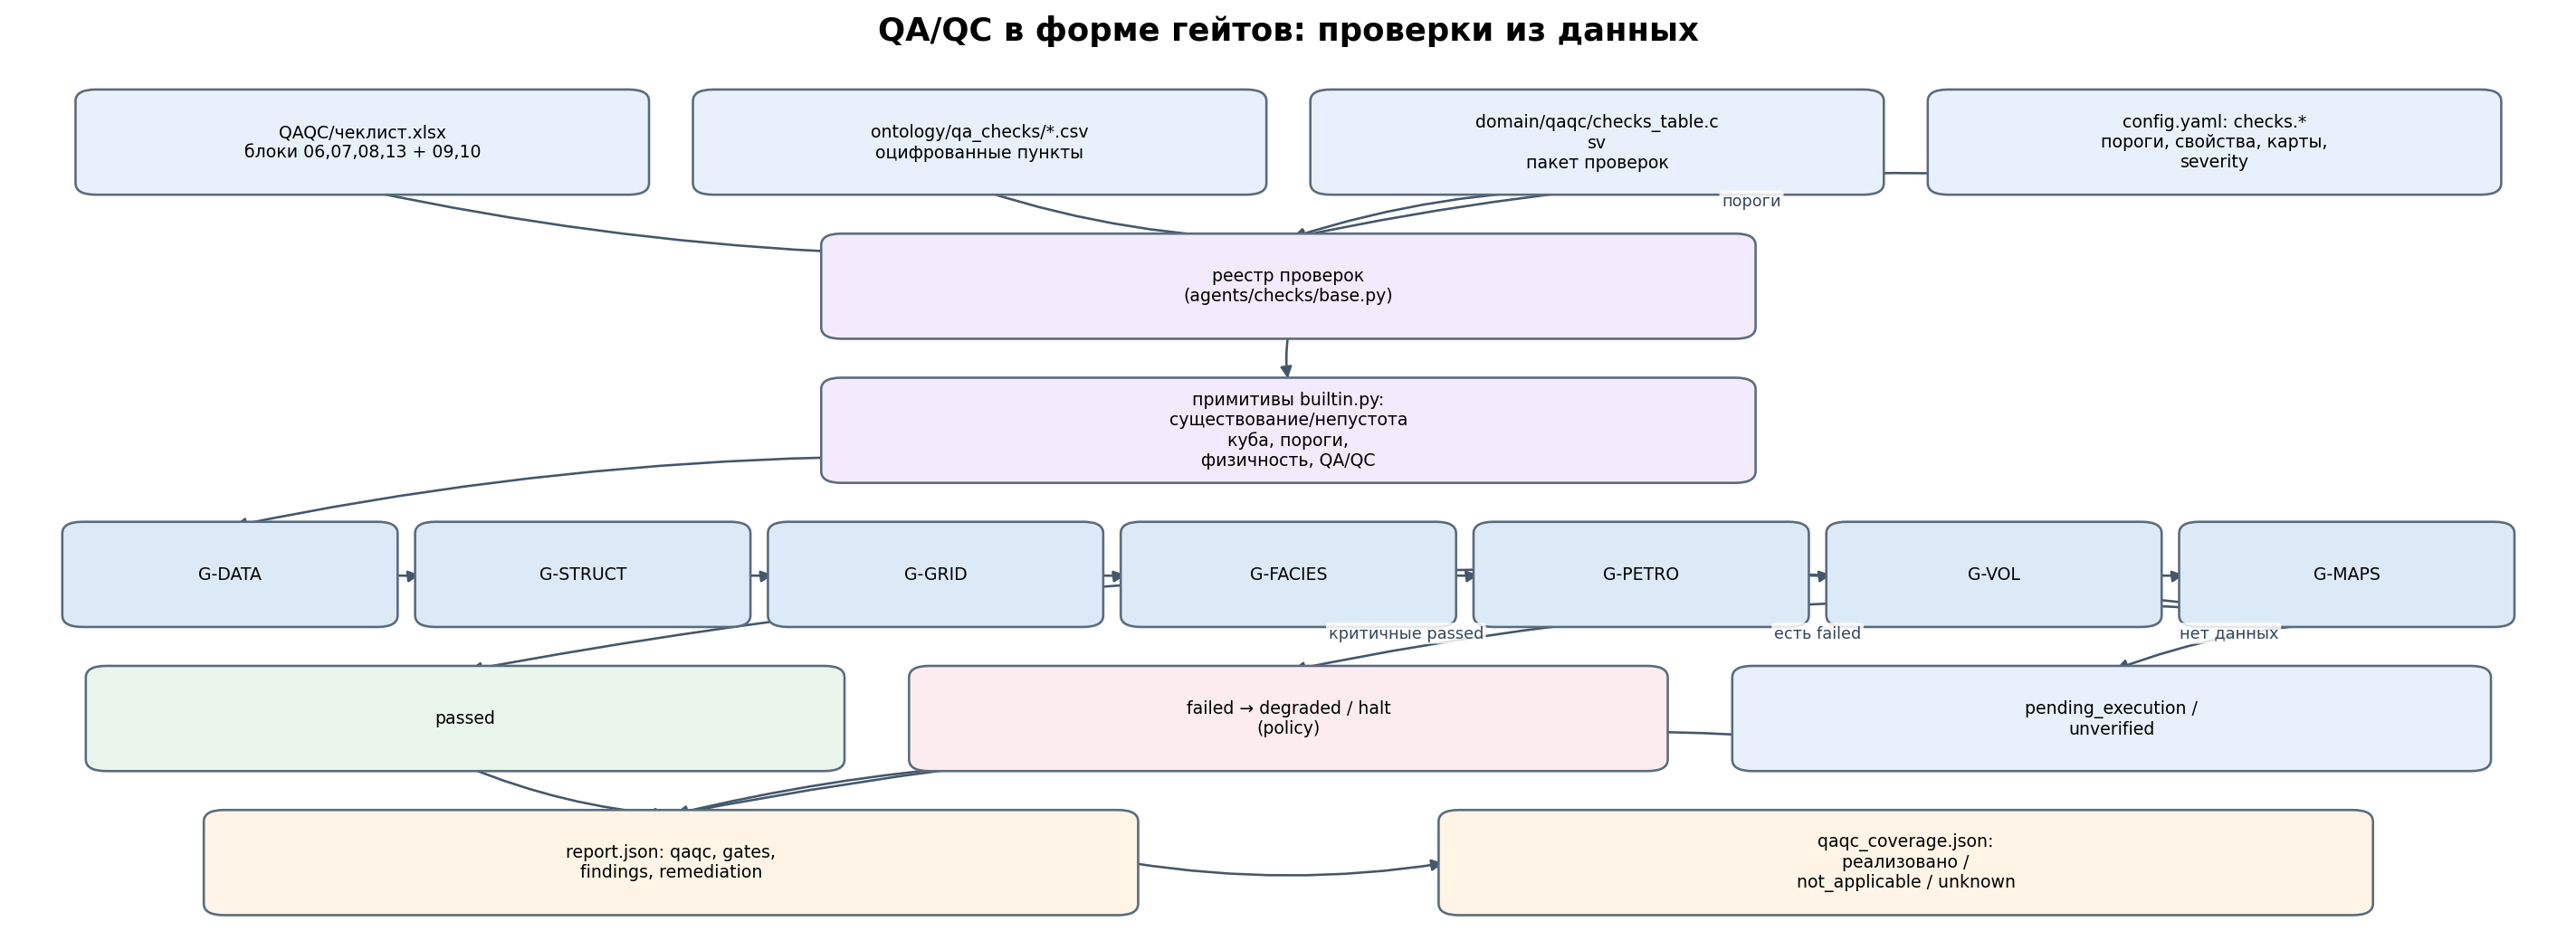 QA/QC в форме гейтов: проверки из данных
QAQC/чеклист.xlsx
блоки 06,07,08,13 + 09,10
ontology/qa_checks/*.csv
оцифрованные пункты
domain/qaqc/checks_table.c
sv
пакет проверок
config.yaml: checks.*
пороги, свойства, карты,
severity
пороги
реестр проверок
(agents/checks/base.py)
примитивы builtin.py:
существование/непустота
куба, пороги,
физичность, QA/QC
G-DATA
G-STRUCT
G-GRID
G-FACIES
G-PETRO
G-VOL
G-MAPS
критичные passed
есть failed
нет данных
passed
failed → degraded / halt
(policy)
pending_execution /
unverified
report.json: qaqc, gates,
findings, remediation
qaqc_coverage.json:
реализовано /
not_applicable / unknown